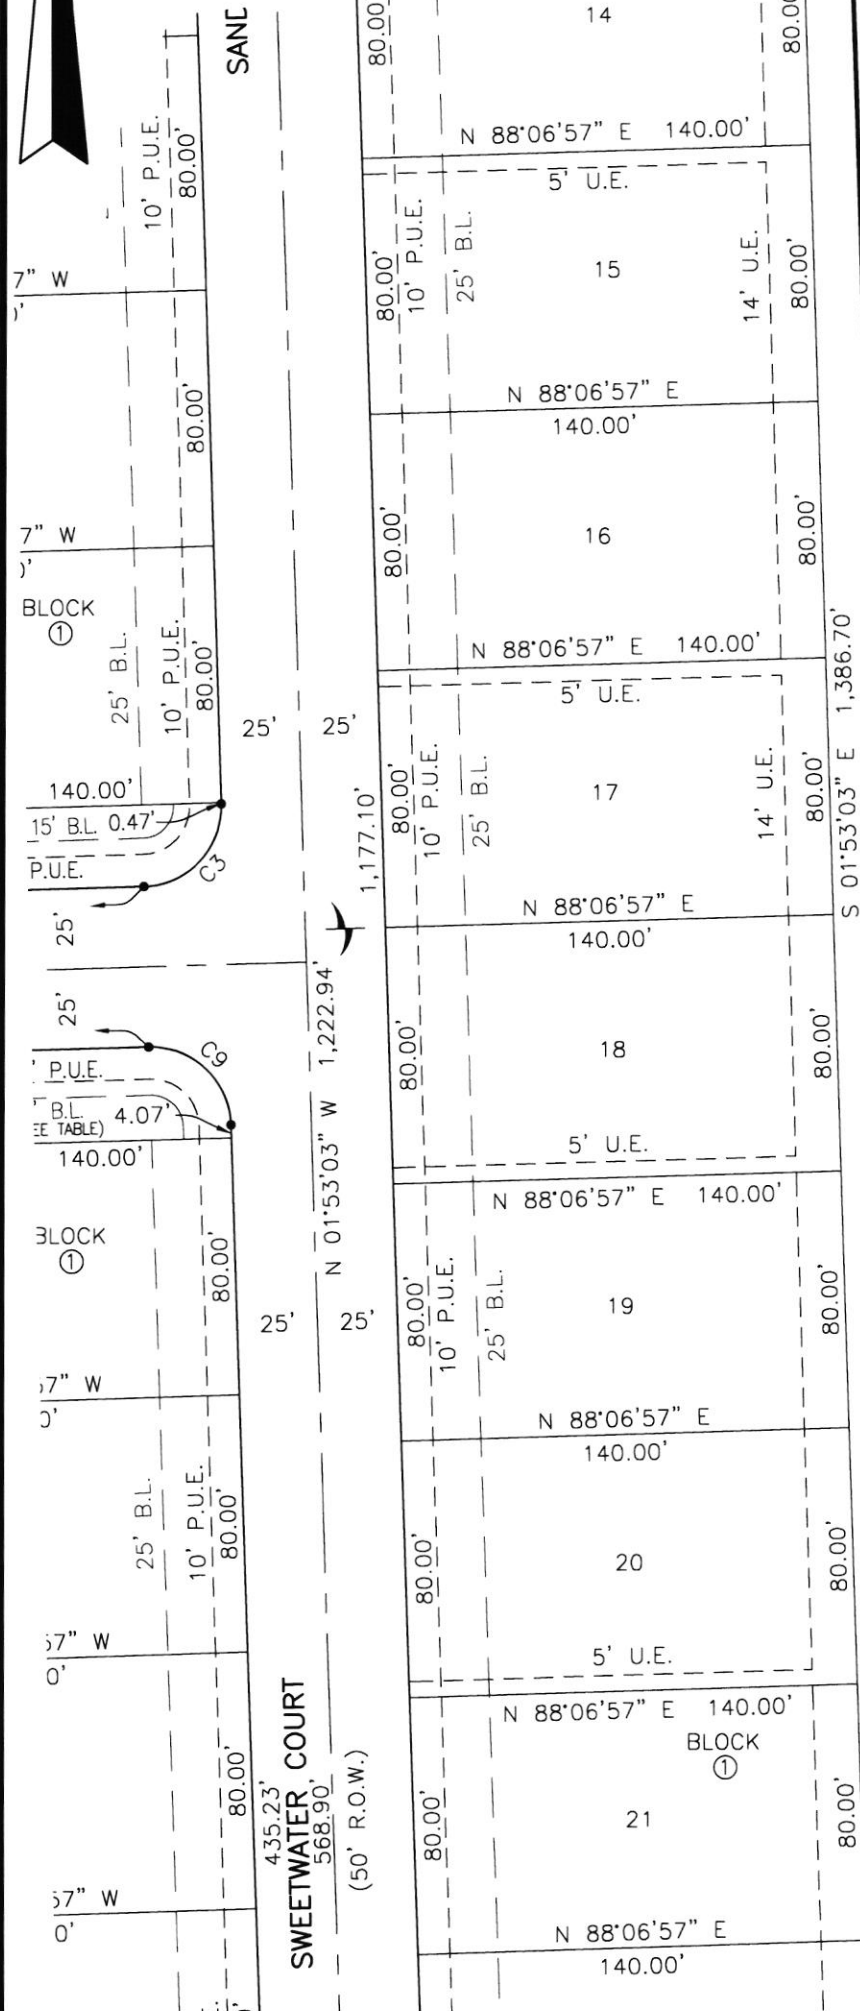 SAND
80.00'
14
80.00'
10' P.U.E.
80.00'
N 88°06'57" E 140.00'
5' U.E.
7" W
)'
80.00'
10' P.U.E.
25' B.L.
15
14' U.E.
80.00'
N 88°06'57" E
140.00'
80.00'
7" W
)'
80.00'
16
80.00'
BLOCK
1
25' B.L.
10' P.U.E.
80.00'
N 88°06'57" E 140.00'
5' U.E.
25'
25'
1,177.10'
80.00'
10' P.U.E.
25' B.L.
17
14' U.E.
80.00'
S 01°53'03" E 1,386.70'
140.00'
15' B.L. 0.47'
P.U.E.
C3
25'
N 88°06'57" E
140.00'
25'
N 01°53'03" W 1,222.94'
80.00'
18
80.00'
C9
' P.U.E.
' B.L.
EE TABLE)
4.07'
140.00'
5' U.E.
N 88°06'57" E 140.00'
BLOCK
1
80.00'
25'
25'
80.00'
10' P.U.E.
25' B.L.
19
80.00'
57" W
0'
N 88°06'57" E
140.00'
25' B.L.
10' P.U.E.
80.00'
80.00'
20
80.00'
57" W
0'
5' U.E.
N 88°06'57" E 140.00'
BLOCK
1
80.00'
435.23'
SWEETWATER COURT
568.90'
(50' R.O.W.)
80.00'
21
80.00'
57" W
0'
N 88°06'57" E
140.00'